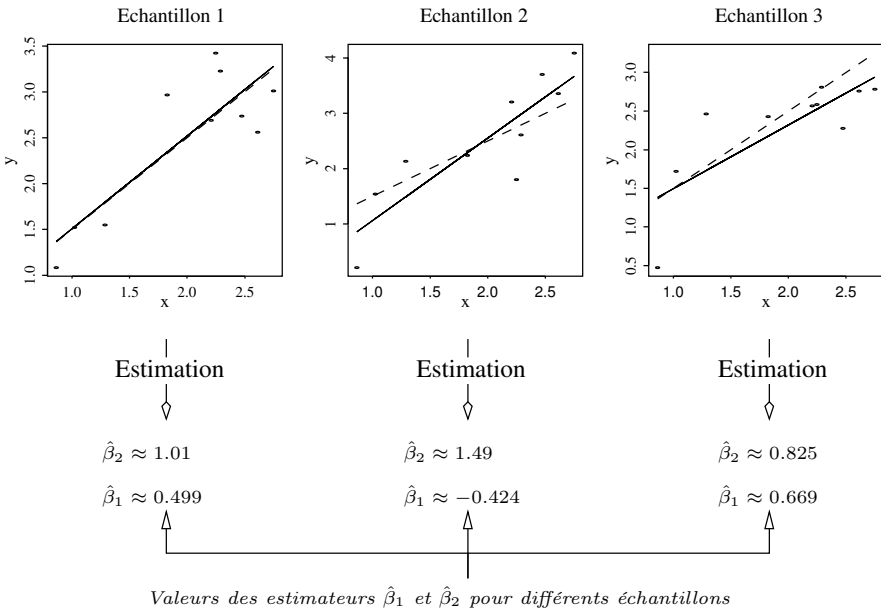 Echantillon 1
Echantillon 2
Echantillon 3
y
1.0 1.5 2.0 2.5 3.0 3.5
1.0 1.5 2.0 2.5
x
y
1 2 3 4
1.0 1.5 2.0 2.5
x
y
0.5 1.0 1.5 2.0 2.5 3.0
1.0 1.5 2.0 2.5
x
Estimation
Estimation
Estimation
β̂₂ ≈ 1.01
β̂₂ ≈ 1.49
β̂₂ ≈ 0.825
β̂₁ ≈ 0.499
β̂₁ ≈ −0.424
β̂₁ ≈ 0.669
Valeurs des estimateurs β̂₁ et β̂₂ pour différents échantillons